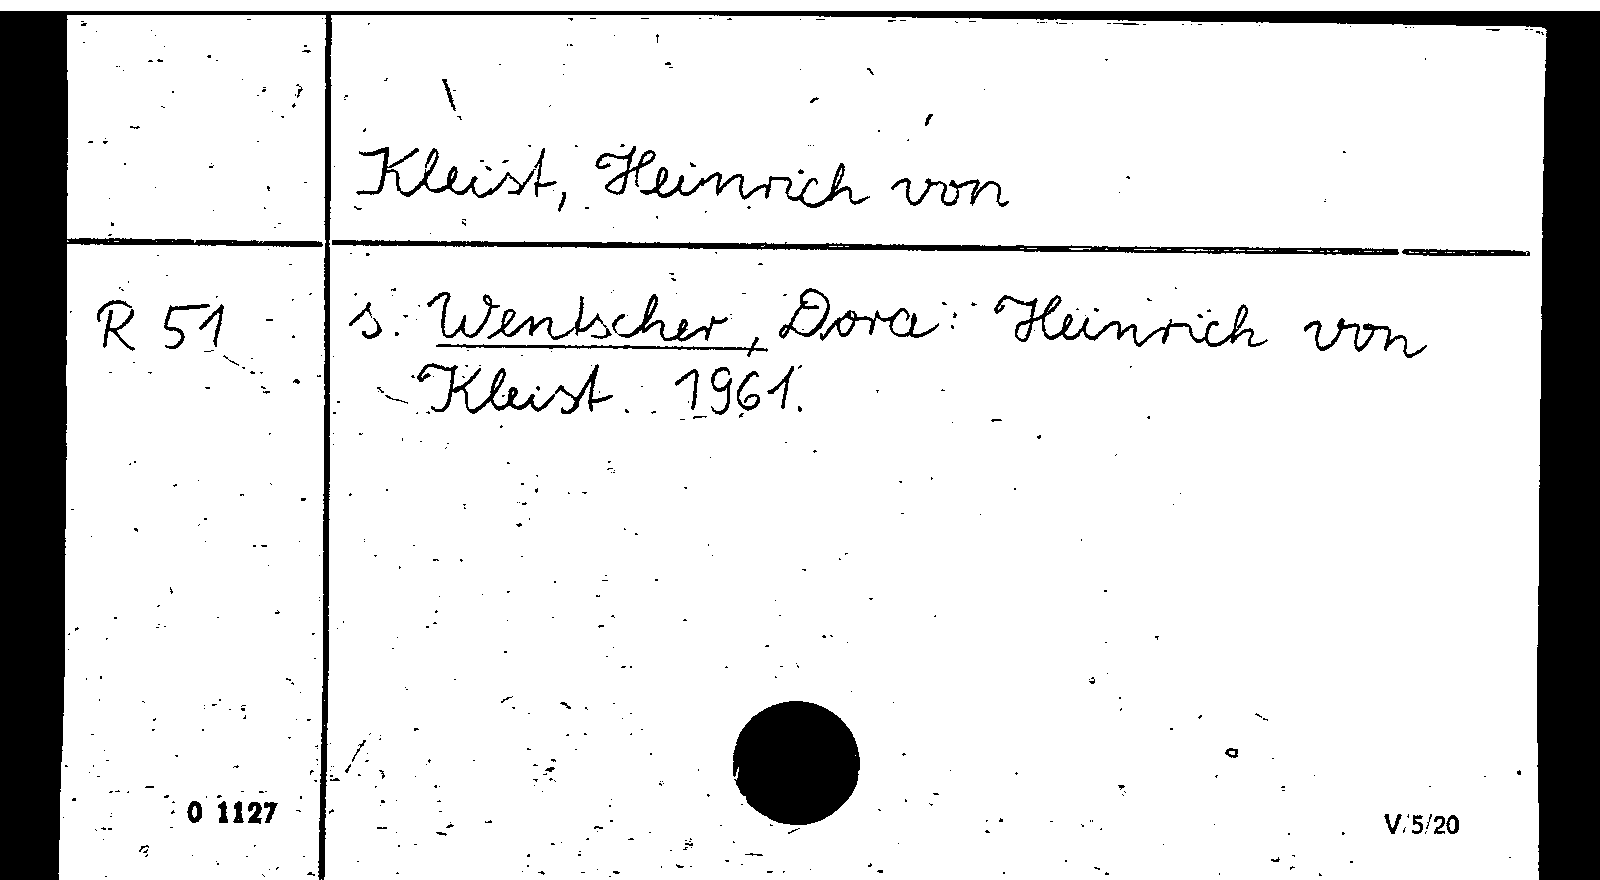 Kleist, Heinrich von
R 51 s. Wentscher, Dora: Heinrich von
Kleist. 1961.
0 1127
V/5/20